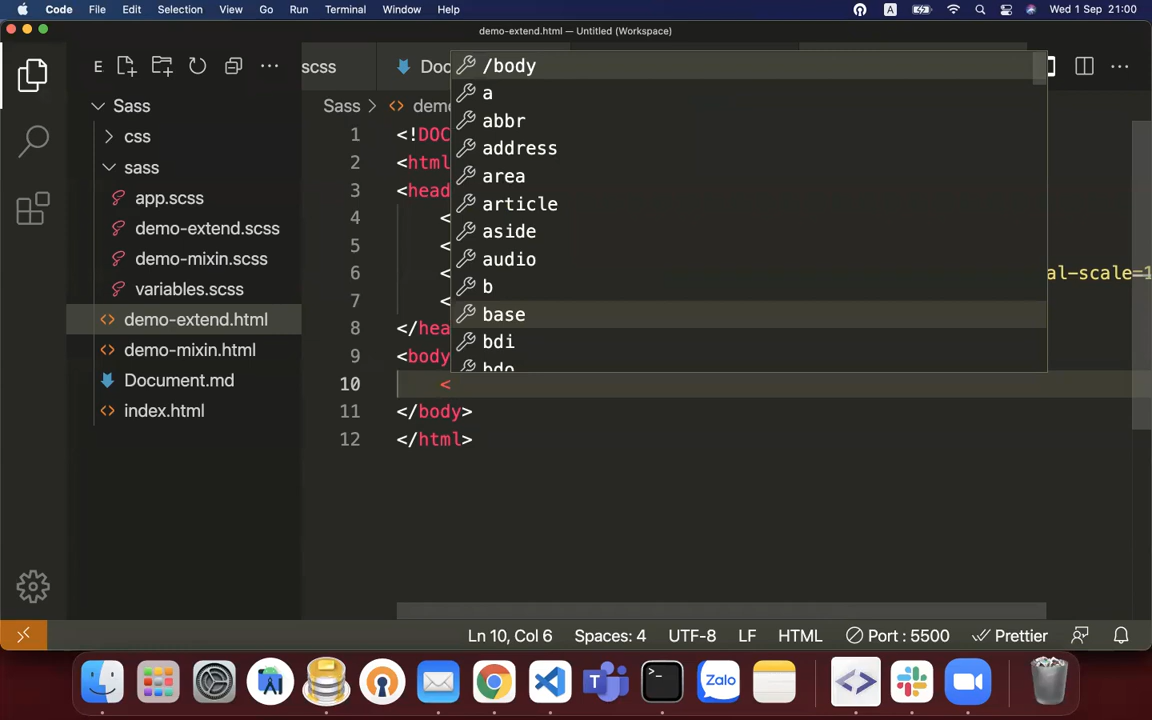 Code File Edit Selection View Go Run Terminal Window Help A Wed 1 Sep 21:00
demo-extend.html — Untitled (Workspace)
E
scss
Doc
Sass
css
sass
app.scss
demo-extend.scss
demo-mixin.scss
variables.scss
demo-extend.html
demo-mixin.html
Document.md
index.html
Sass > demo
/body
a
abbr
address
area
article
aside
audio
b
base
bdi
bdo
1 <!DOC
2 <html
3 <head
4 <
5 <
6 < al-scale=1
7 <
8 </hea
9 <body
10 <
11 </body>
12 </html>
Ln 10, Col 6 Spaces: 4 UTF-8 LF HTML Port : 5500 Prettier
Zalo